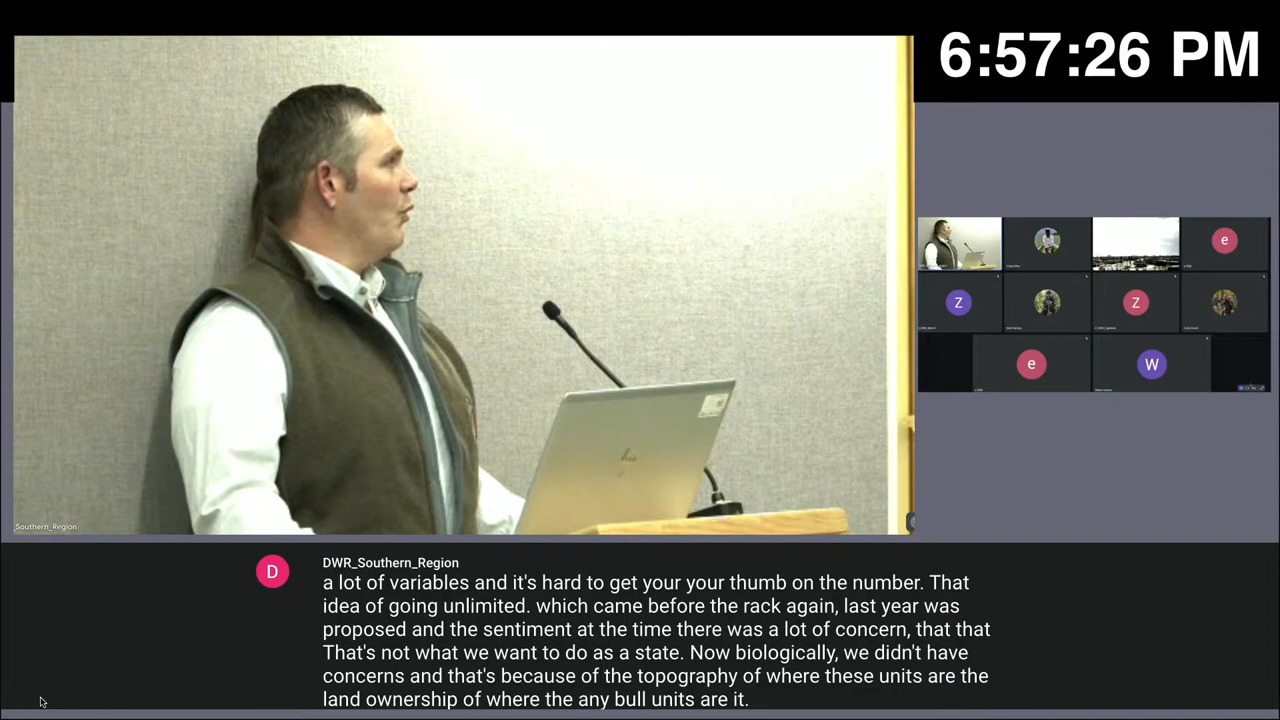 6:57:26 PM
e
Z
Z
e
W
_Southern_Region
D
DWR_Southern_Region
a lot of variables and it's hard to get your your thumb on the number. That
idea of going unlimited. which came before the rack again, last year was
proposed and the sentiment at the time there was a lot of concern, that that
That's not what we want to do as a state. Now biologically, we didn't have
concerns and that's because of the topography of where these units are the
land ownership of where the any bull units are it.